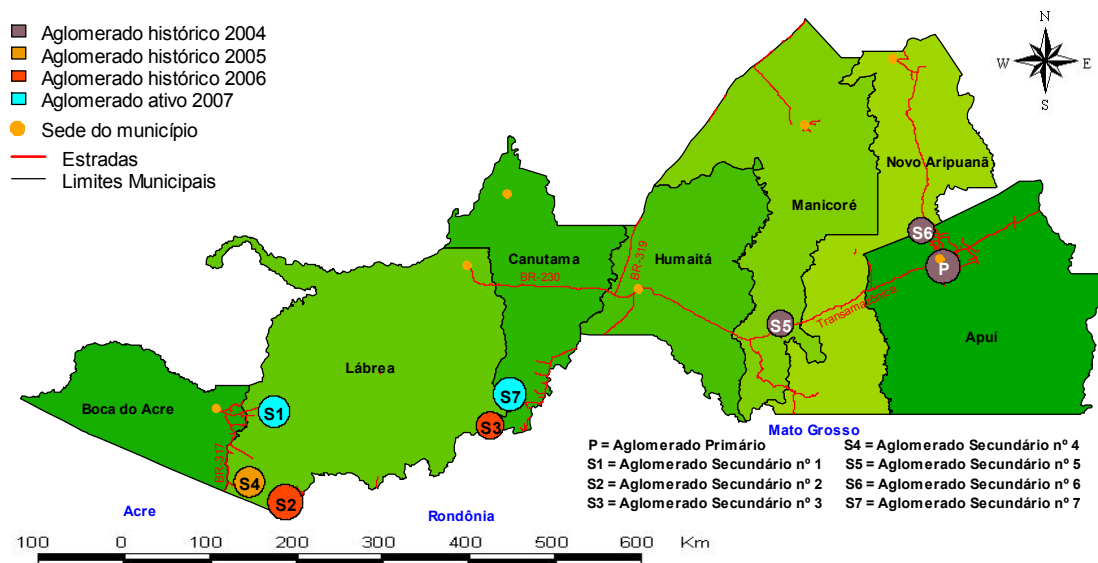 Aglomerado histórico 2004
Aglomerado histórico 2005
Aglomerado histórico 2006
Aglomerado ativo 2007
Sede do município
Estradas
Limites Municipais
N
W E
S
Novo Aripuanã
Manicoré
S6
Canutama
BR-319
Humaitá
BR-230
P
Transamazônica
S5
Apuí
Lábrea
S7
Boca do Acre
S1
S3
BR-317
S4
S2
Mato Grosso
Acre
Rondônia
P = Aglomerado Primário
S1 = Aglomerado Secundário nº 1
S2 = Aglomerado Secundário nº 2
S3 = Aglomerado Secundário nº 3
S4 = Aglomerado Secundário nº 4
S5 = Aglomerado Secundário nº 5
S6 = Aglomerado Secundário nº 6
S7 = Aglomerado Secundário nº 7
100 0 100 200 300 400 500 600 Km